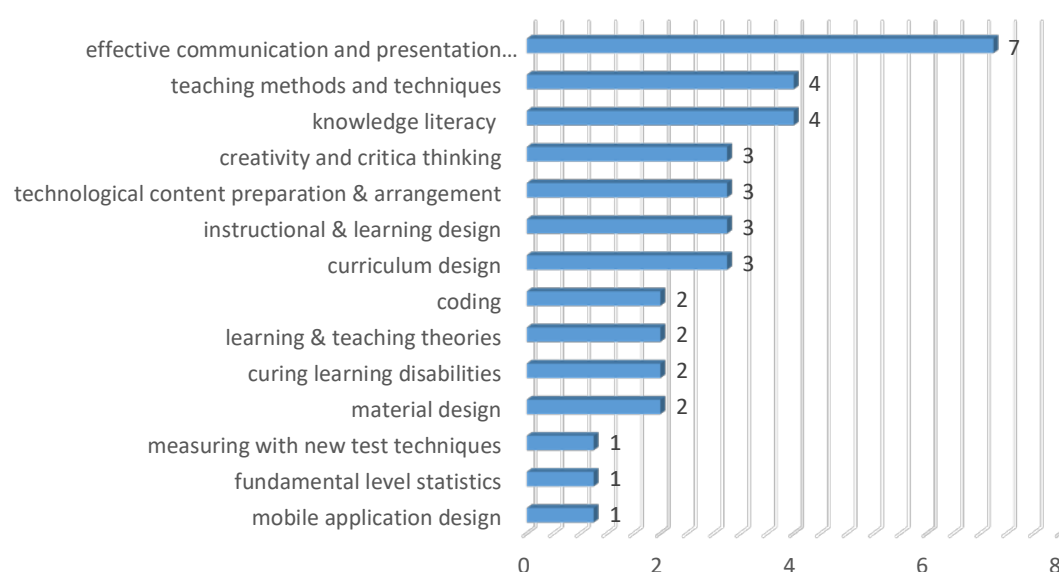 effective communication and presentation... 7
teaching methods and techniques 4
knowledge literacy 4
creativity and critica thinking 3
technological content preparation & arrangement 3
instructional & learning design 3
curriculum design 3
coding 2
learning & teaching theories 2
curing learning disabilities 2
material design 2
measuring with new test techniques 1
fundamental level statistics 1
mobile application design 1
0 2 4 6 8